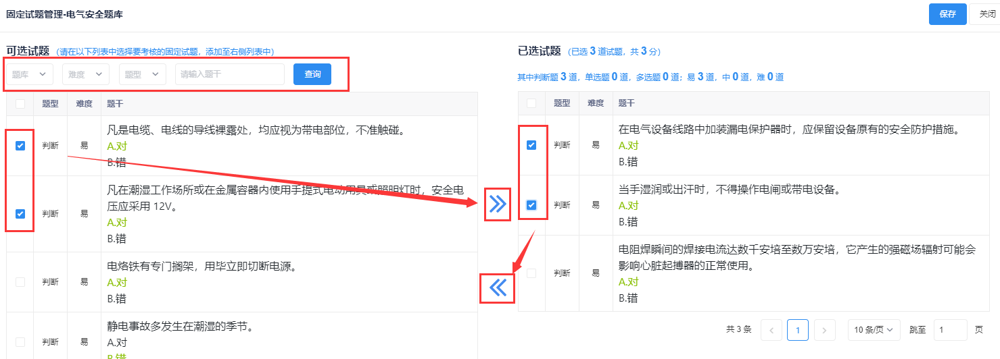 固定试题管理-电气安全题库
保存
关闭
可选试题 (请在以下列表中选择要考核的固定试题，添加至右侧列表中)
题库
难度
题型
请输入题干
查询
题型 难度 题干
判断 易
凡是电缆、电线的导线裸露处，均应视为带电部位，不准触碰。
A.对
B.错
判断 易
凡在潮湿工作场所或在金属容器内使用手提式电动用具或照明灯时，安全电
压应采用 12V。
A.对
B.错
判断 易
电烙铁有专门搁架，用毕立即切断电源。
A.对
B.错
判断 易
静电事故多发生在潮湿的季节。
A.对
B.错
已选试题 (已选 3 道试题，共 3 分)
其中判断题 3 道，单选题 0 道，多选题 0 道；易 3 道，中 0 道，难 0 道
题型 难度 题干
判断 易
在电气设备线路中加装漏电保护器时，应保留设备原有的安全防护措施。
A.对
B.错
判断 易
当手湿润或出汗时，不得操作电闸或带电设备。
A.对
B.错
判断 易
电阻焊瞬间的焊接电流达数千安培至数万安培，它产生的强磁场辐射可能会
影响心脏起搏器的正常使用。
A.对
B.错
共 3 条 < 1 > 10 条/页 跳至 1 页